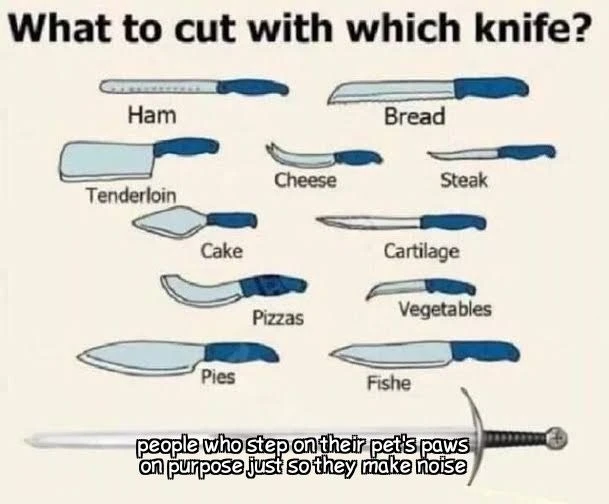 What to cut with which knife?
Ham
Bread
Tenderloin
Cheese
Steak
Cake
Cartilage
Pizzas
Vegetables
Pies
Fishe
people who step on their pet's paws
on purpose just so they make noise